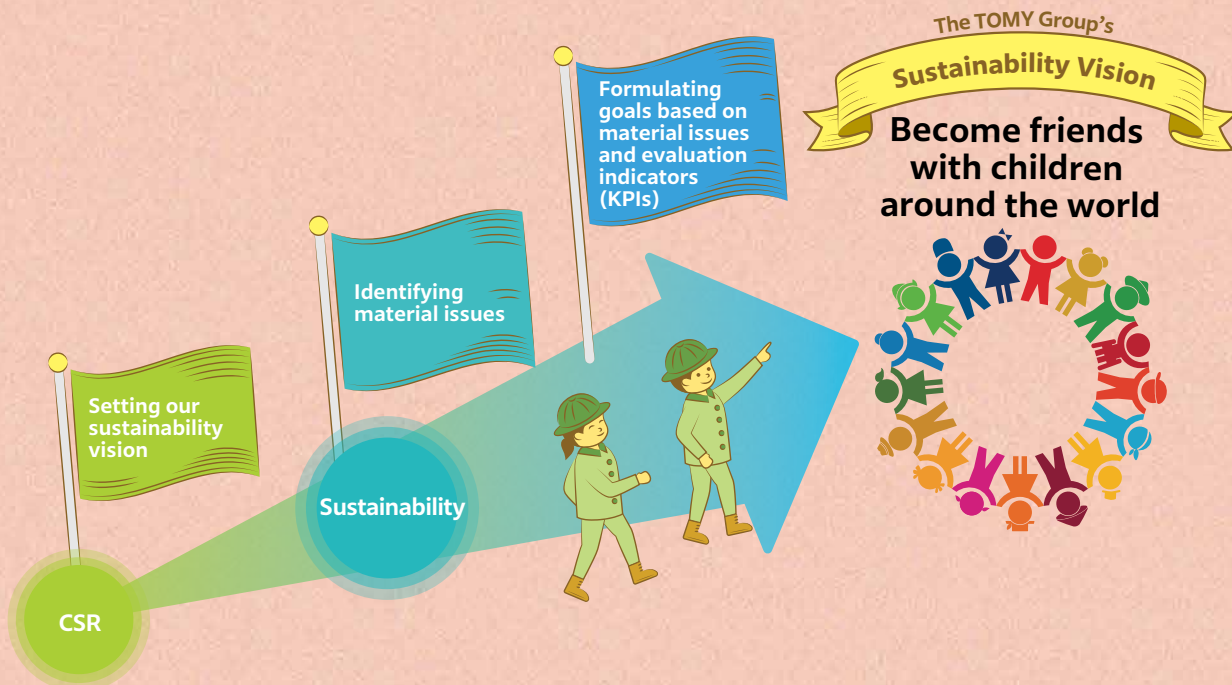 The TOMY Group's
Sustainability Vision
Become friends
with children
around the world
Formulating
goals based on
material issues
and evaluation
indicators
(KPIs)
Identifying
material issues
Setting our
sustainability
vision
Sustainability
CSR